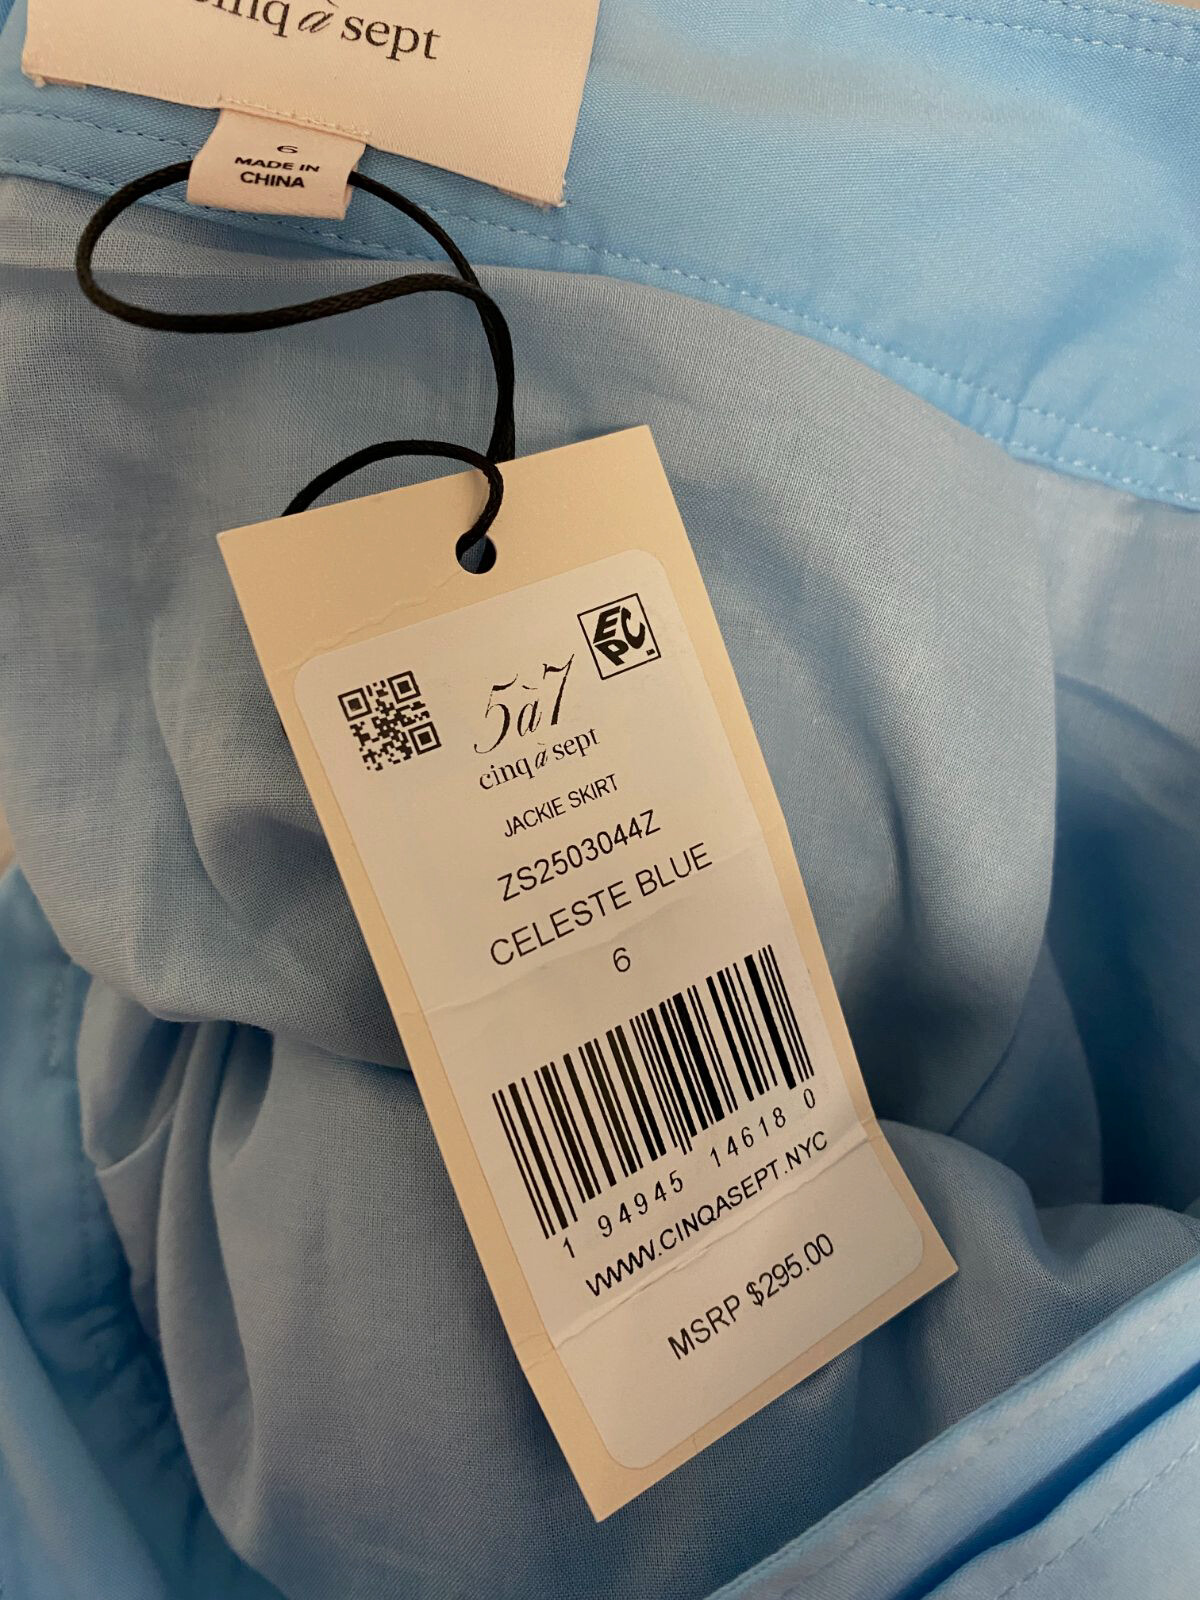 cinq à sept
6
MADE IN
CHINA
EPC
5à7
cinq à sept
JACKIE SKIRT
ZS2503044Z
CELESTE BLUE
6
1 94945 14618 0
WWW.CINQASEPT.NYC
MSRP $295.00